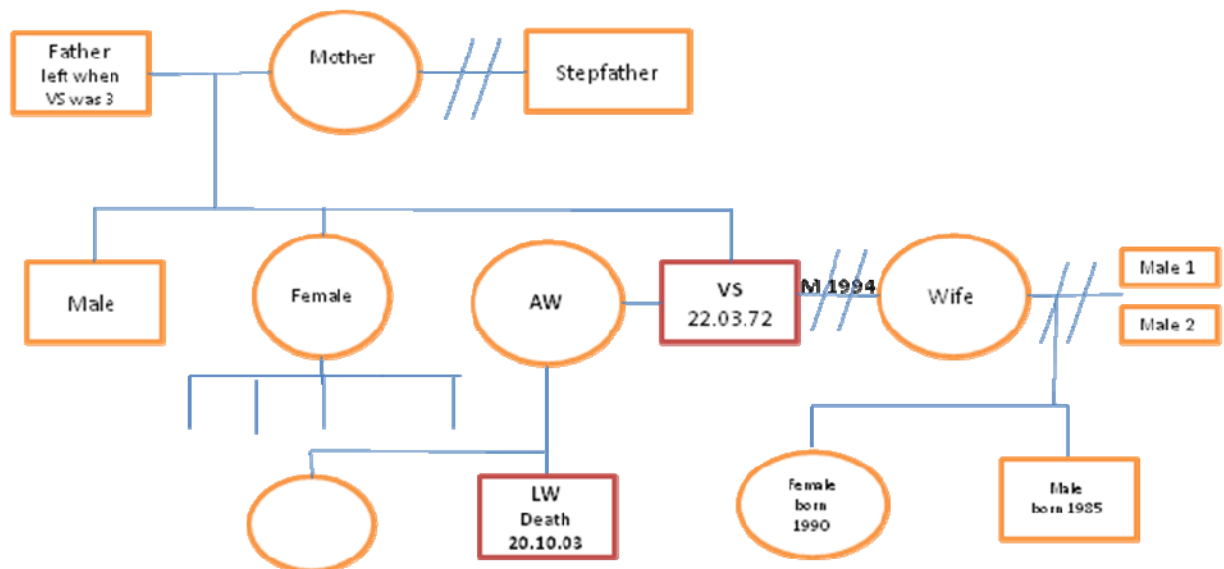 Father
left when
VS was 3
Mother
Stepfather
Male
Female
AW
VS
22.03.72
M 1994
Wife
Male 1
Male 2
LW
Death
20.10.03
Female
born
1990
Male
born 1985